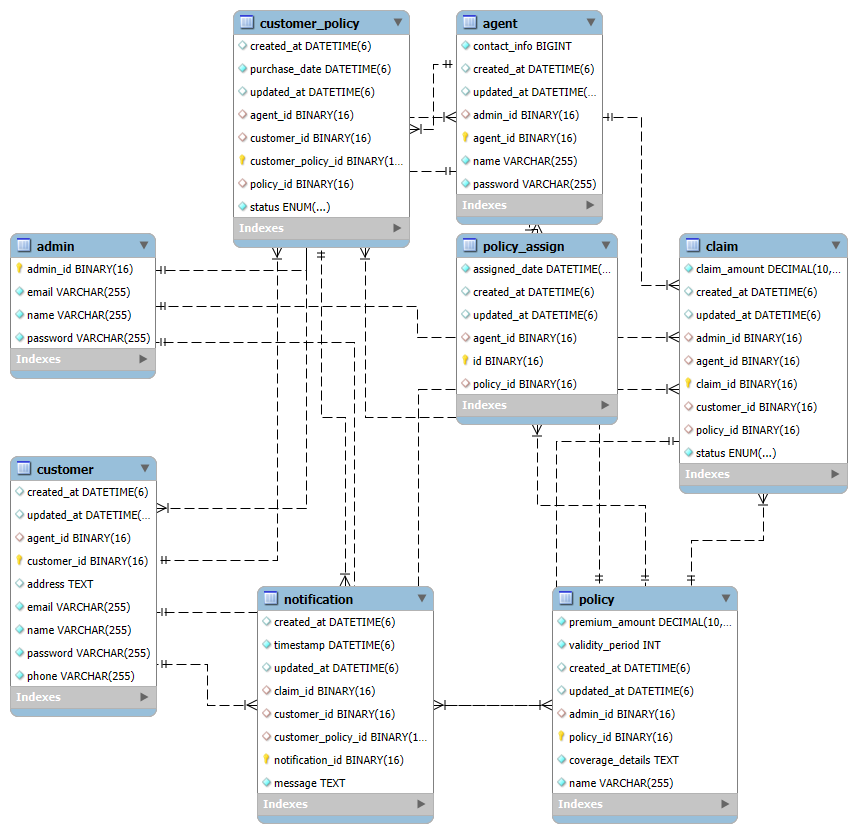 customer_policy
created_at DATETIME(6)
purchase_date DATETIME(6)
updated_at DATETIME(6)
agent_id BINARY(16)
customer_id BINARY(16)
customer_policy_id BINARY(1...
policy_id BINARY(16)
status ENUM(...)
Indexes
agent
contact_info BIGINT
created_at DATETIME(6)
updated_at DATETIME(...
admin_id BINARY(16)
agent_id BINARY(16)
name VARCHAR(255)
password VARCHAR(255)
Indexes
admin
admin_id BINARY(16)
email VARCHAR(255)
name VARCHAR(255)
password VARCHAR(255)
Indexes
policy_assign
assigned_date DATETIME(...
created_at DATETIME(6)
updated_at DATETIME(6)
agent_id BINARY(16)
id BINARY(16)
policy_id BINARY(16)
Indexes
claim
claim_amount DECIMAL(10,...
created_at DATETIME(6)
updated_at DATETIME(6)
admin_id BINARY(16)
agent_id BINARY(16)
claim_id BINARY(16)
customer_id BINARY(16)
policy_id BINARY(16)
status ENUM(...)
Indexes
customer
created_at DATETIME(6)
updated_at DATETIME(...
agent_id BINARY(16)
customer_id BINARY(16)
address TEXT
email VARCHAR(255)
name VARCHAR(255)
password VARCHAR(255)
phone VARCHAR(255)
Indexes
notification
created_at DATETIME(6)
timestamp DATETIME(6)
updated_at DATETIME(6)
claim_id BINARY(16)
customer_id BINARY(16)
customer_policy_id BINARY(1...
notification_id BINARY(16)
message TEXT
Indexes
policy
premium_amount DECIMAL(10,...
validity_period INT
created_at DATETIME(6)
updated_at DATETIME(6)
admin_id BINARY(16)
policy_id BINARY(16)
coverage_details TEXT
name VARCHAR(255)
Indexes